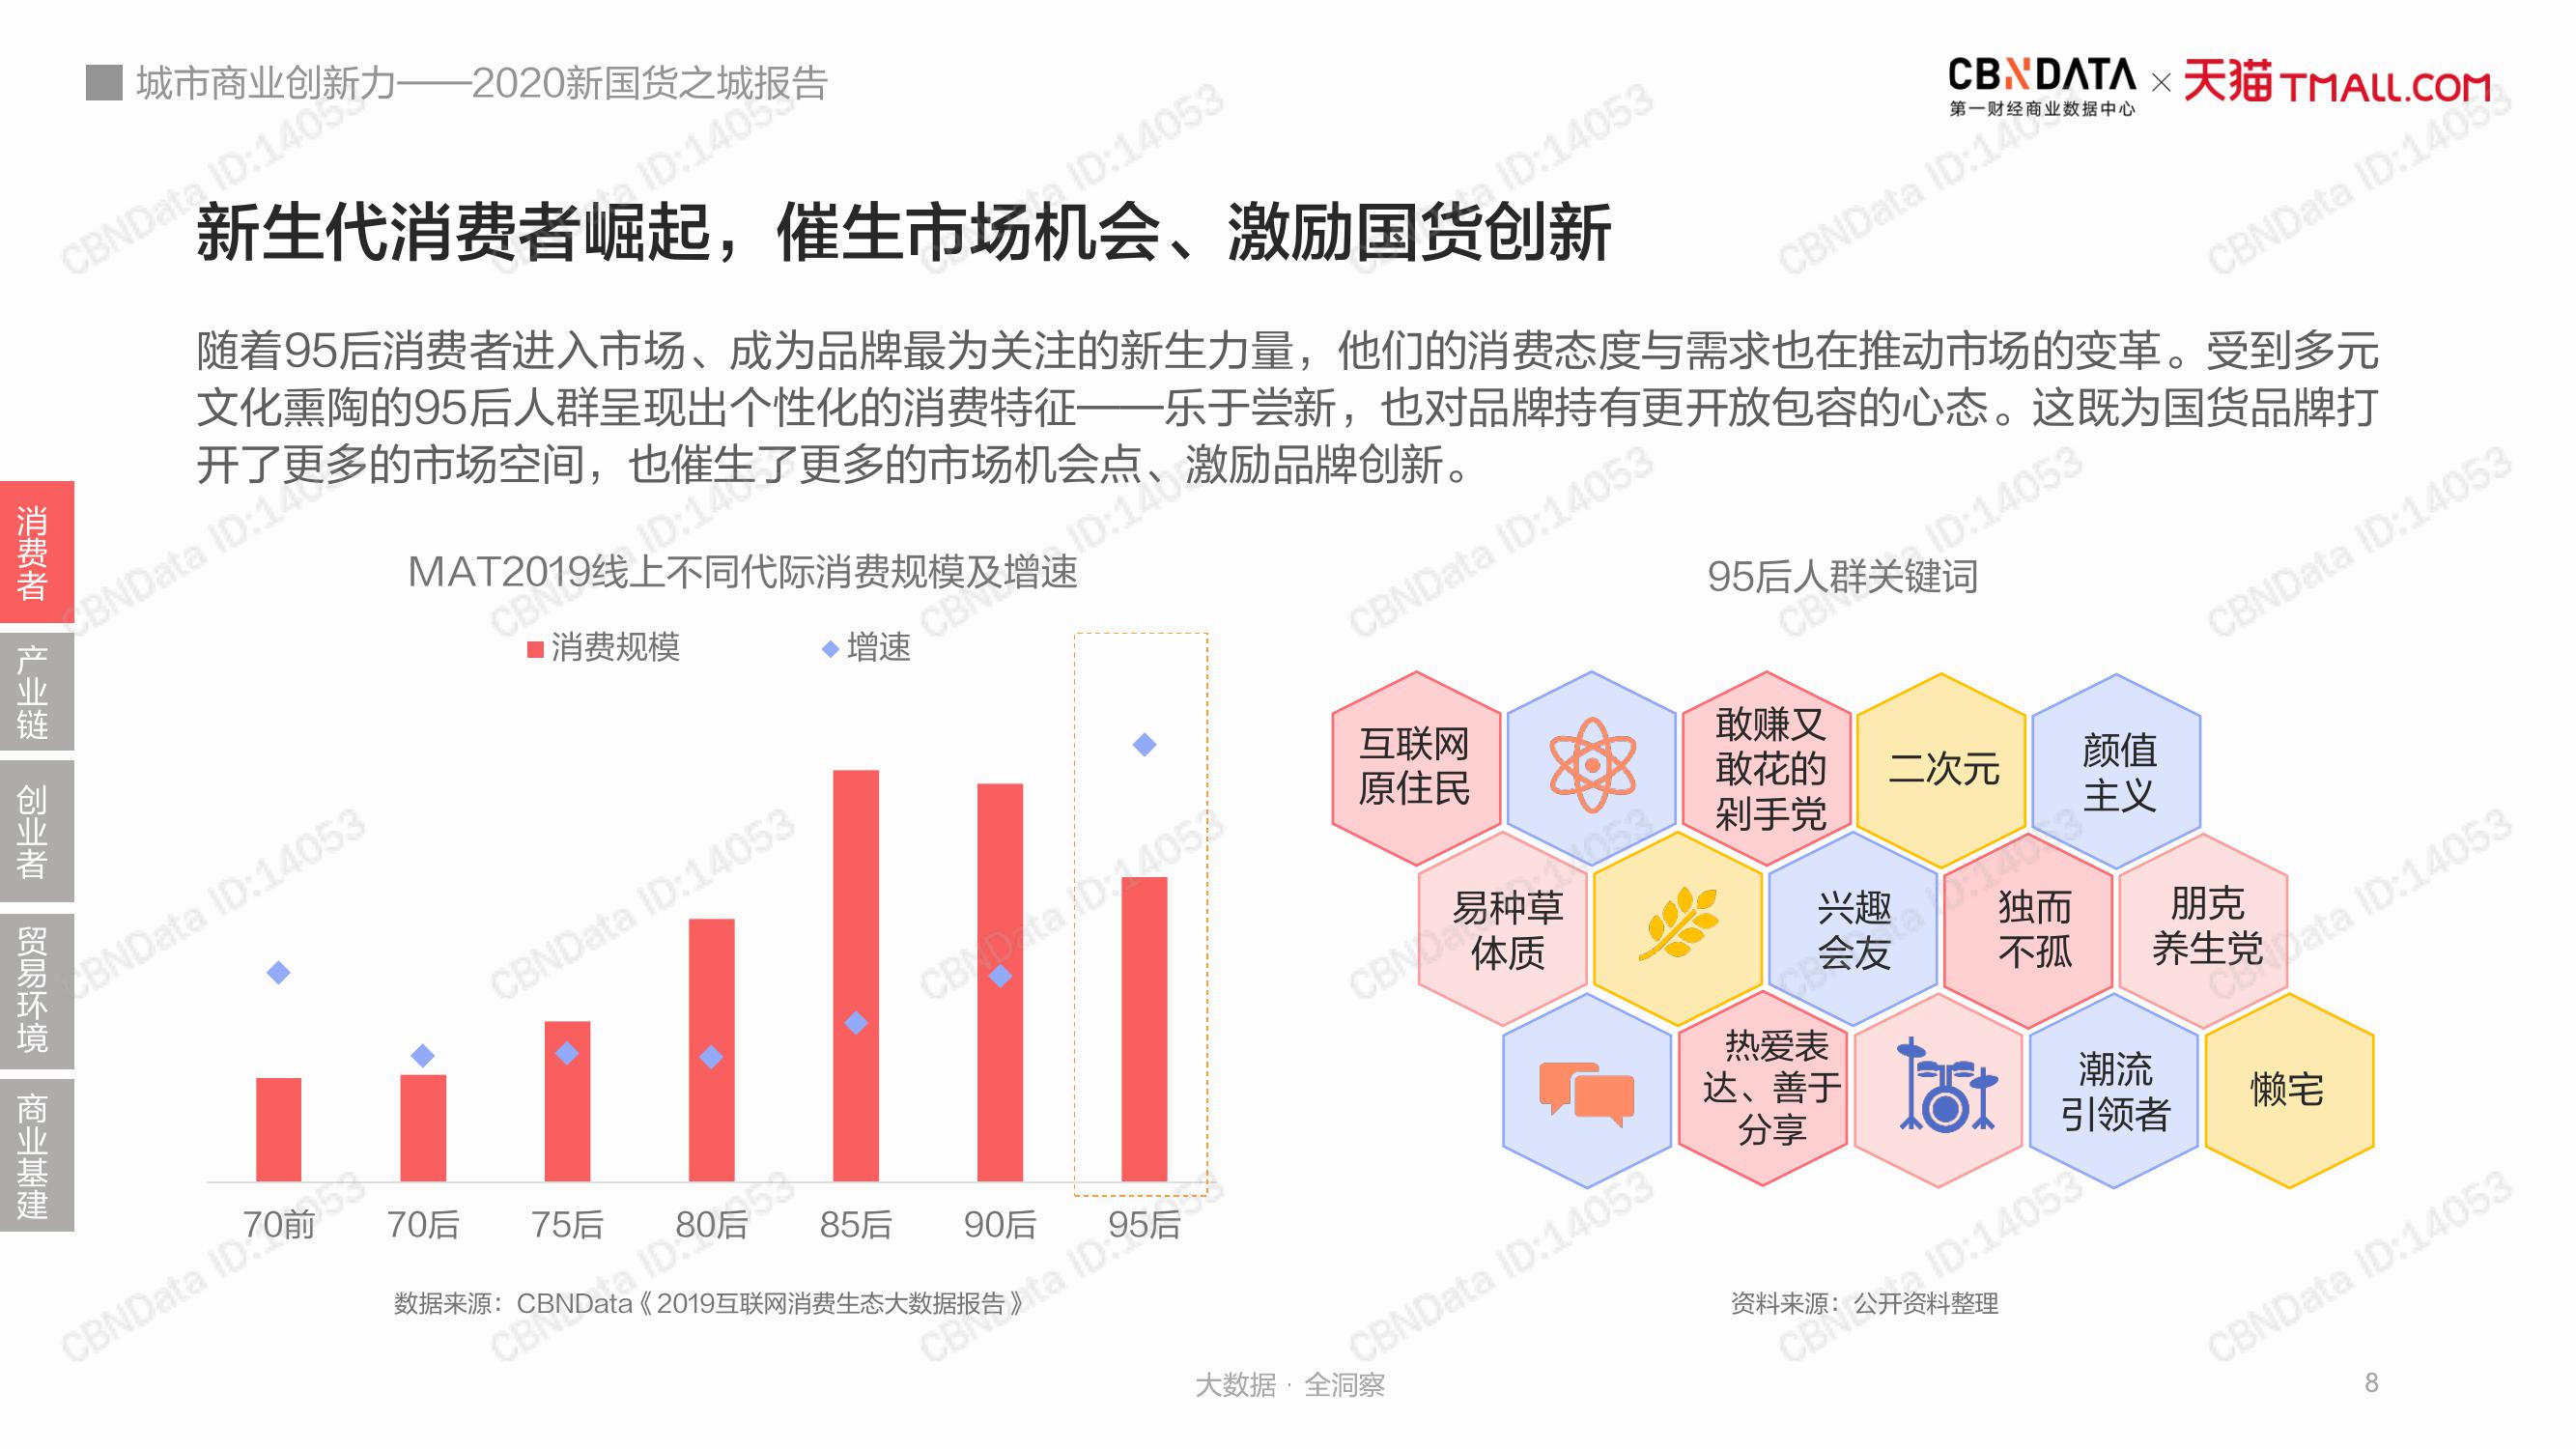 城市商业创新力——2020新国货之城报告
CBNDATA
第一财经商业数据中心
×
天猫 TMALL.COM
新生代消费者崛起，催生市场机会、激励国货创新
随着95后消费者进入市场、成为品牌最为关注的新生力量，他们的消费态度与需求也在推动市场的变革。受到多元
文化熏陶的95后人群呈现出个性化的消费特征——乐于尝新，也对品牌持有更开放包容的心态。这既为国货品牌打
开了更多的市场空间，也催生了更多的市场机会点、激励品牌创新。
消费者
产业链
创业者
贸易环境
商业基建
MAT2019线上不同代际消费规模及增速
消费规模
增速
70前
70后
75后
80后
85后
90后
95后
数据来源：CBNData《2019互联网消费生态大数据报告》
95后人群关键词
互联网
原住民
敢赚又
敢花的
剁手党
二次元
颜值
主义
易种草
体质
兴趣
会友
独而
不孤
朋克
养生党
热爱表
达、善于
分享
潮流
引领者
懒宅
资料来源：公开资料整理
大数据 · 全洞察
8
CBNData ID:14053